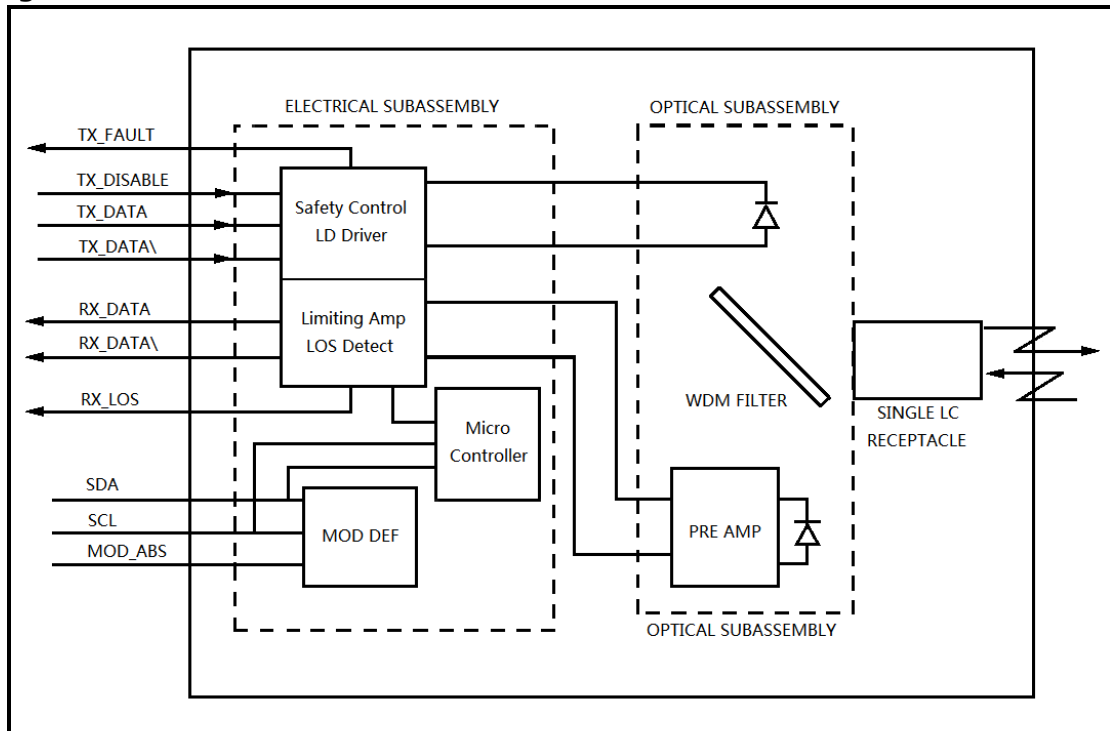 ELECTRICAL SUBASSEMBLY
OPTICAL SUBASSEMBLY
TX_FAULT
TX_DISABLE
TX_DATA
TX_DATA\
RX_DATA
RX_DATA\
RX_LOS
SDA
SCL
MOD_ABS
Safety Control
LD Driver
Limiting Amp
LOS Detect
Micro
Controller
MOD DEF
WDM FILTER
PRE AMP
SINGLE LC
RECEPTACLE
OPTICAL SUBASSEMBLY